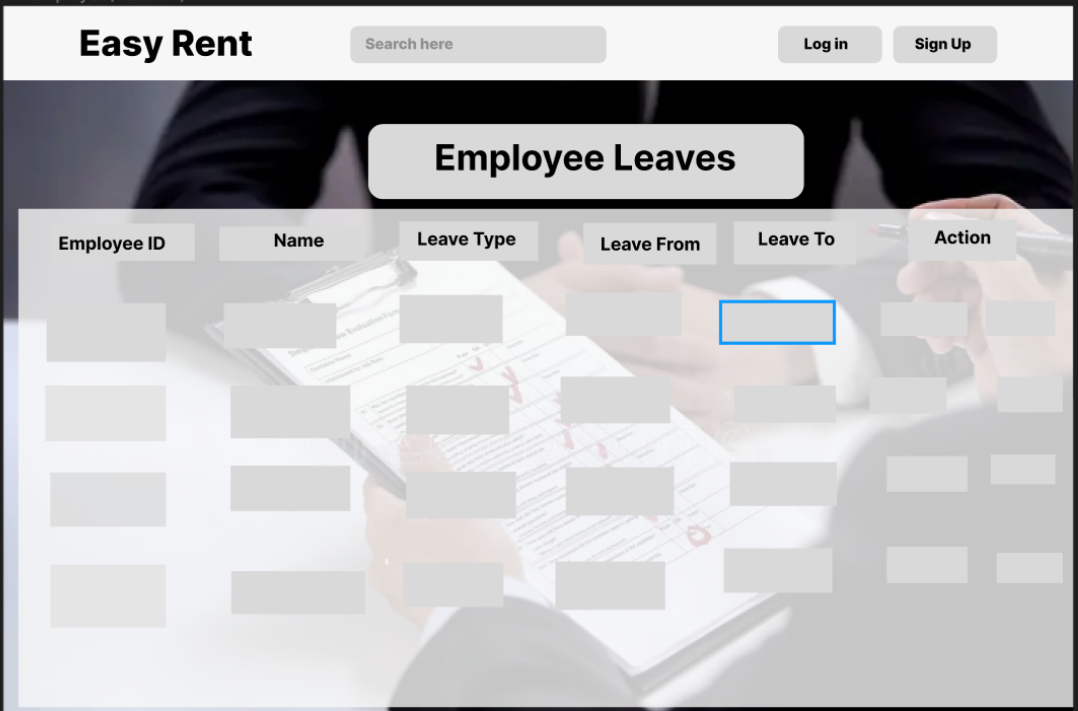 Easy Rent
Search here
Log in
Sign Up
Employee Leaves
Employee ID
Name
Leave Type
Leave From
Leave To
Action